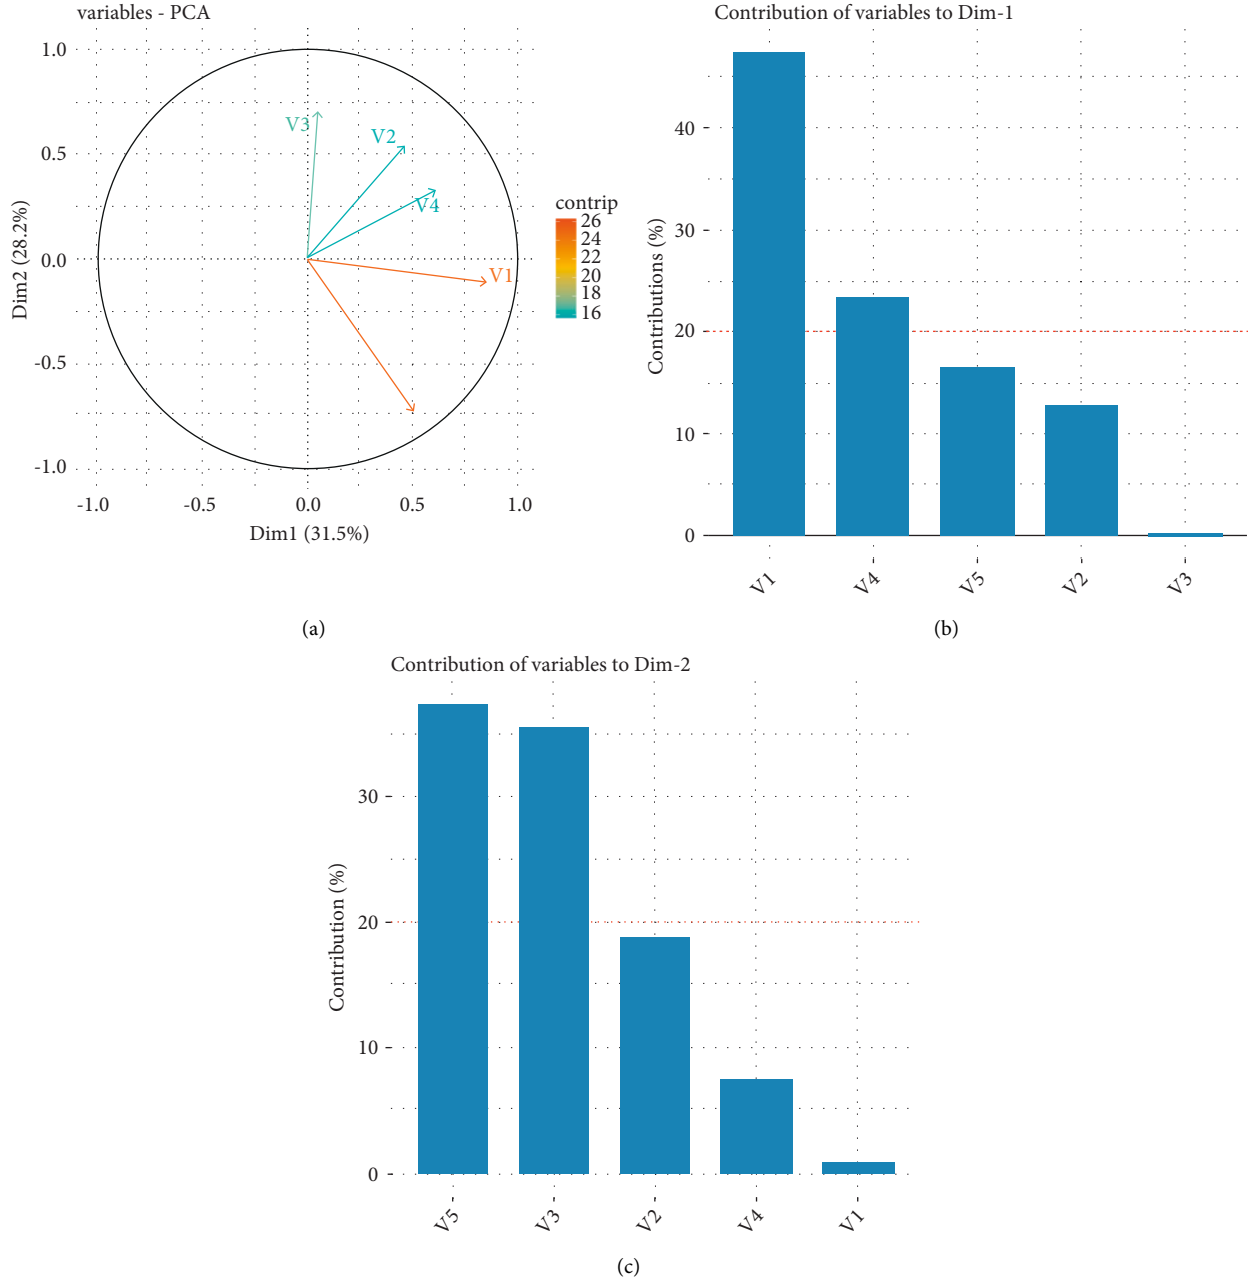 variables - PCA
1.0
0.5
0.0
-0.5
-1.0
Dim2 (28.2%)
V3
V2
V4
V1
-1.0 -0.5 0.0 0.5 1.0
Dim1 (31.5%)
contrip
26
24
22
20
18
16
(a)
Contribution of variables to Dim-1
Contributions (%)
40
30
20
10
0
V1 V4 V5 V2 V3
(b)
Contribution of variables to Dim-2
Contribution (%)
30
20
10
0
V5 V3 V2 V4 V1
(c)